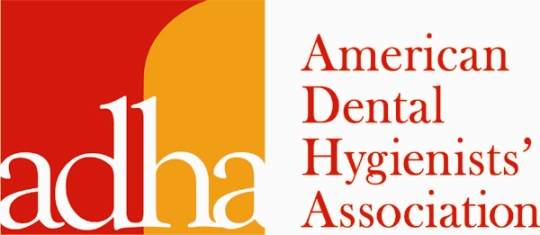 adha
American
Dental
Hygienists’
Association